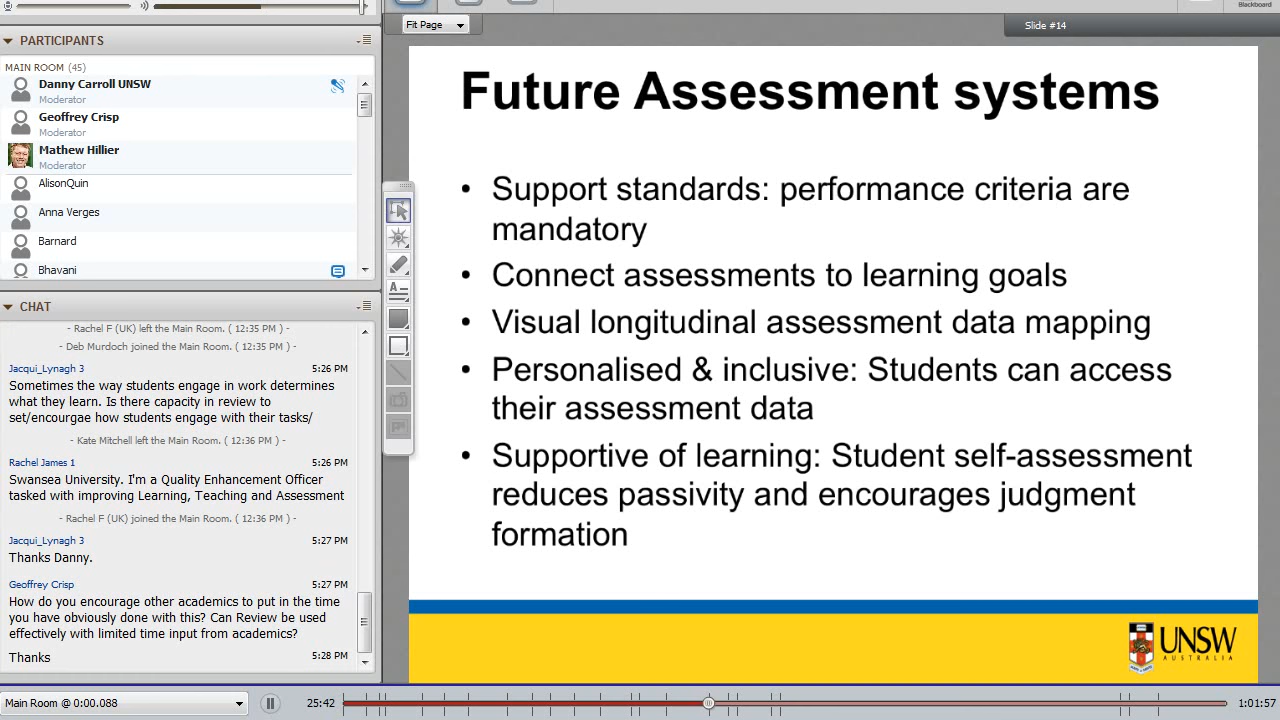 Blackboard
Fit Page
Slide #14
PARTICIPANTS
MAIN ROOM (45)
Danny Carroll UNSW
Moderator
Geoffrey Crisp
Moderator
Mathew Hillier
Moderator
AlisonQuin
Anna Verges
Barnard
Bhavani
CHAT
- Rachel F (UK) left the Main Room. ( 12:35 PM ) -
- Deb Murdoch joined the Main Room. ( 12:35 PM ) -
Jacqui_Lynagh 3 5:26 PM
Sometimes the way students engage in work determines
what they learn. Is there capacity in review to
set/encourgae how students engage with their tasks/
- Kate Mitchell left the Main Room. ( 12:36 PM ) -
Rachel James 1 5:26 PM
Swansea University. I'm a Quality Enhancement Officer
tasked with improving Learning, Teaching and Assessment
- Rachel F (UK) joined the Main Room. ( 12:36 PM ) -
Jacqui_Lynagh 3 5:27 PM
Thanks Danny.
Geoffrey Crisp 5:27 PM
How do you encourage other academics to put in the time
you have obviously done with this? Can Review be used
effectively with limited time input from academics?
Thanks 5:28 PM
Future Assessment systems
• Support standards: performance criteria are
mandatory
• Connect assessments to learning goals
• Visual longitudinal assessment data mapping
• Personalised & inclusive: Students can access
their assessment data
• Supportive of learning: Student self-assessment
reduces passivity and encourages judgment
formation
UNSW
AUSTRALIA
Main Room @ 0:00.088
25:42
1:01:57